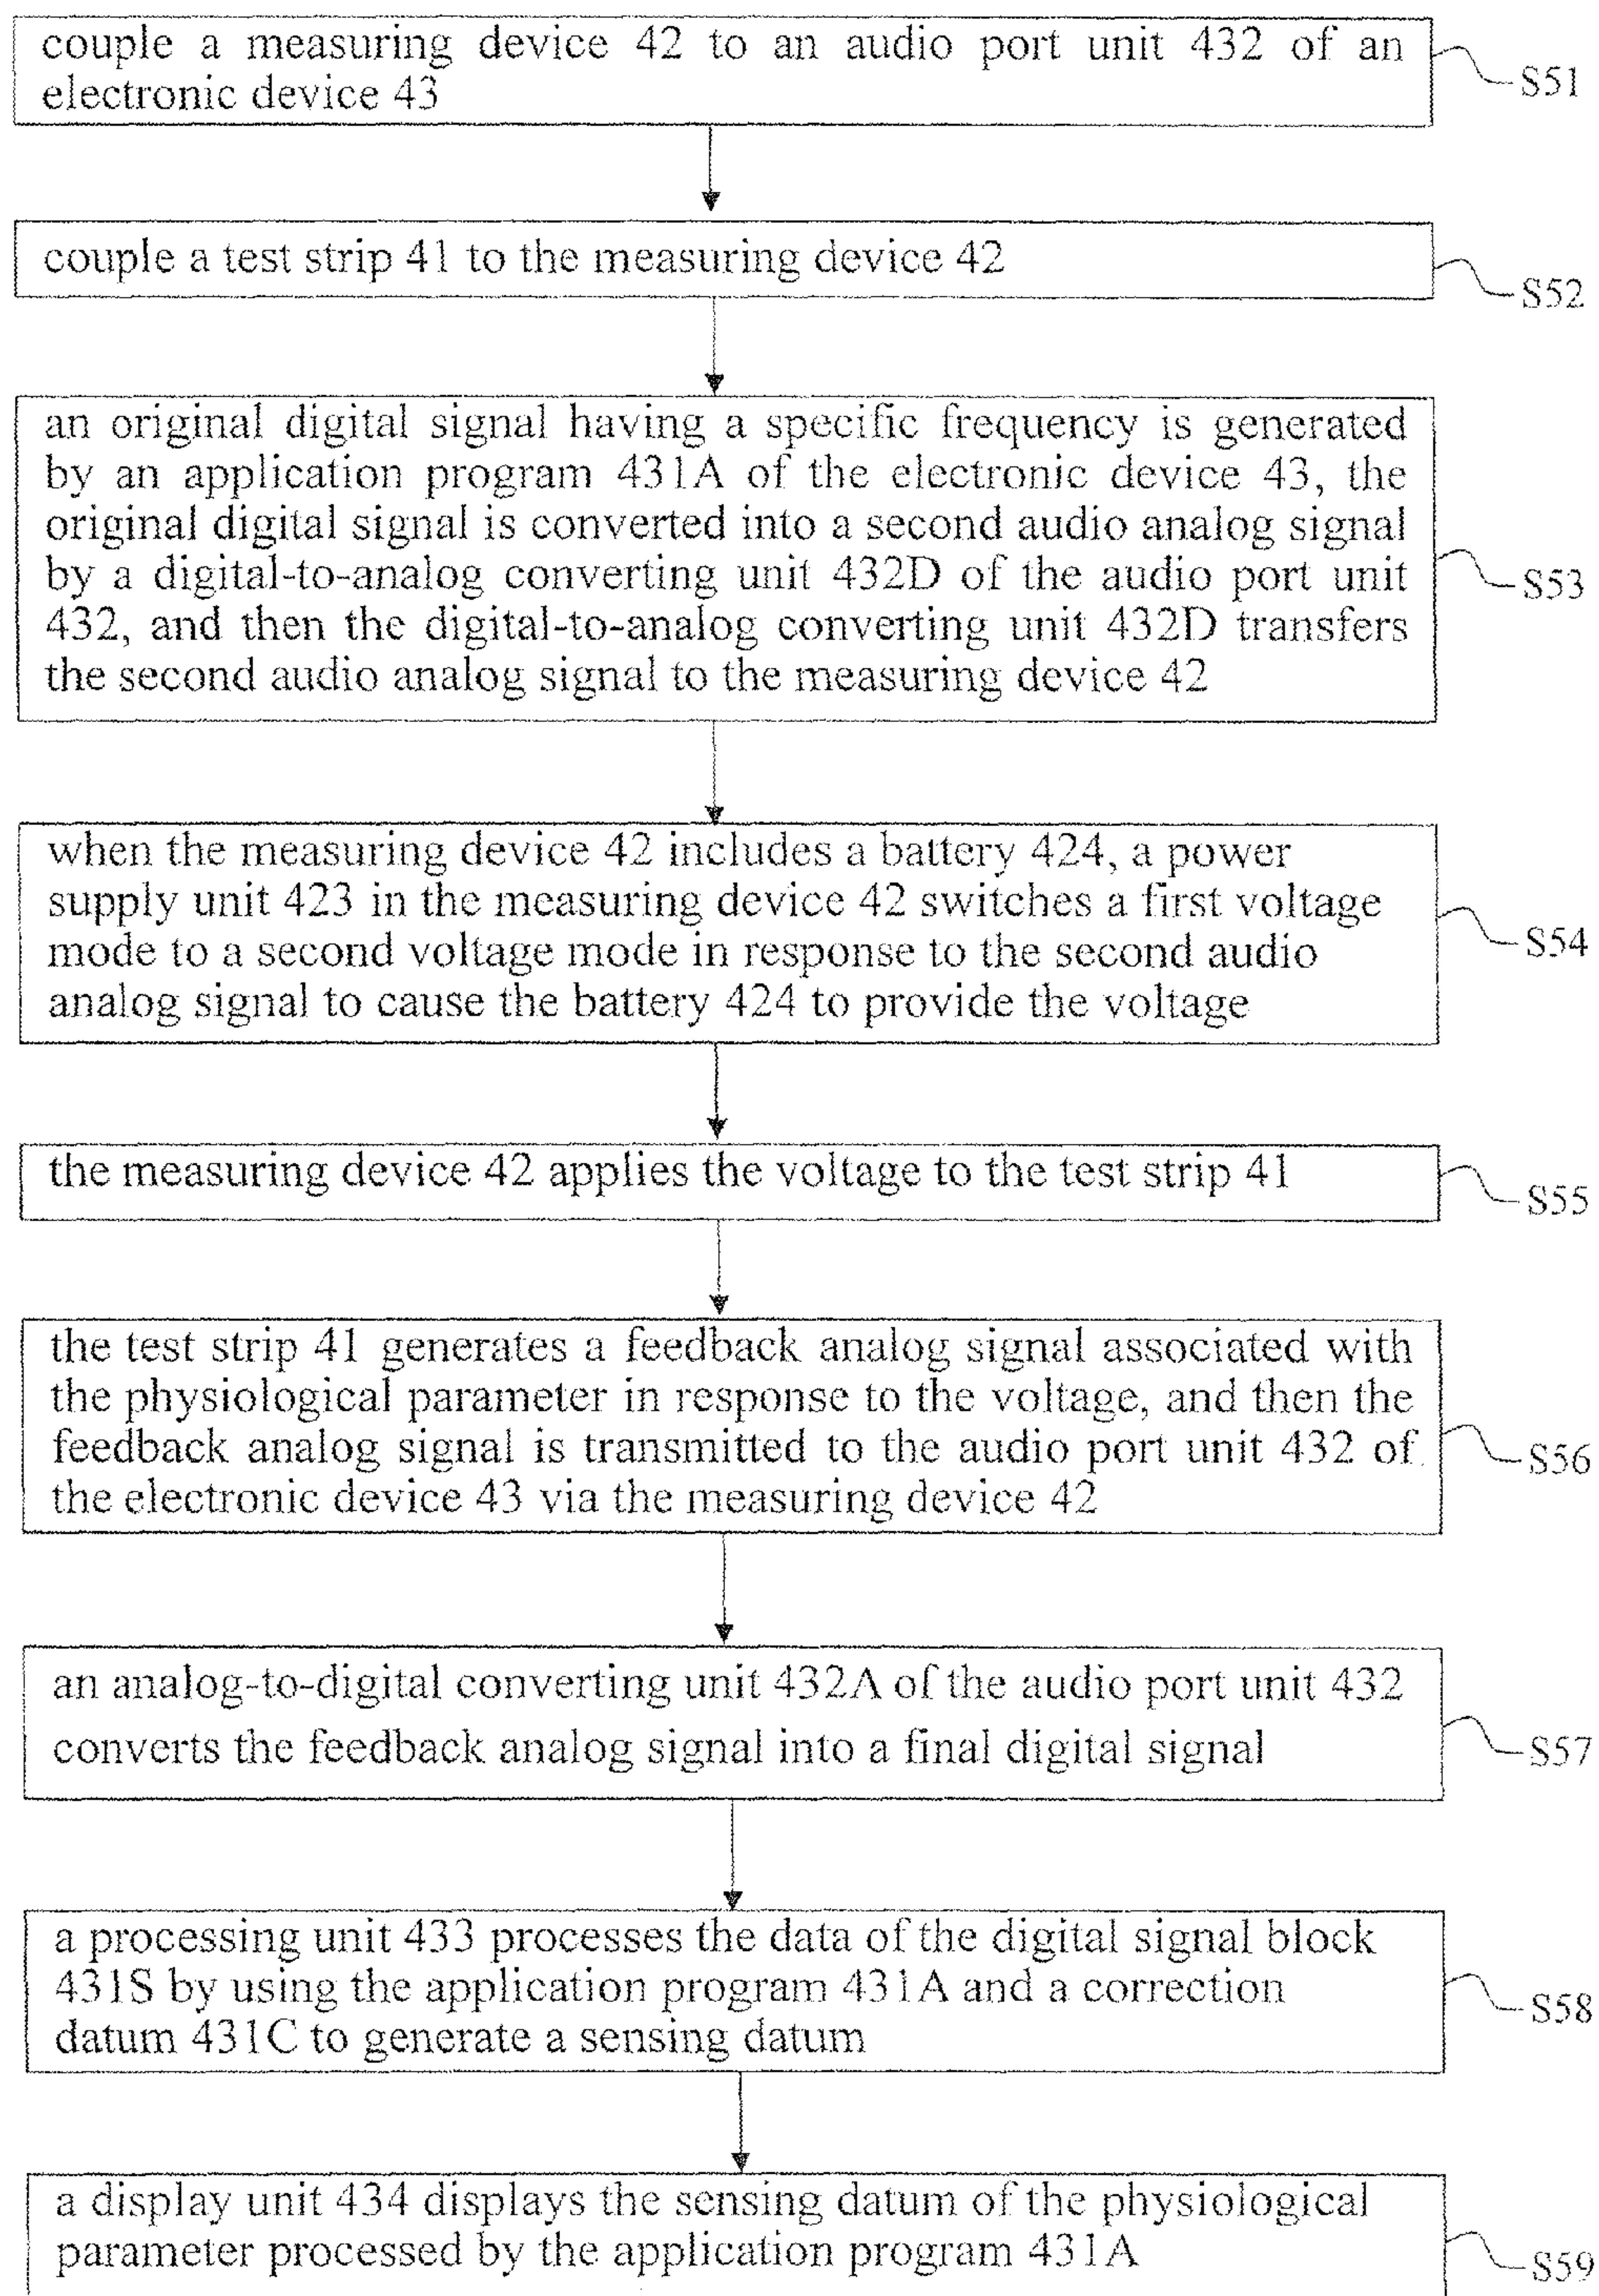 couple a measuring device 42 to an audio port unit 432 of an
electronic device 43
S51
couple a test strip 41 to the measuring device 42
S52
an original digital signal having a specific frequency is generated
by an application program 431A of the electronic device 43, the
original digital signal is converted into a second audio analog signal
by a digital-to-analog converting unit 432D of the audio port unit
432, and then the digital-to-analog converting unit 432D transfers
the second audio analog signal to the measuring device 42
S53
when the measuring device 42 includes a battery 424, a power
supply unit 423 in the measuring device 42 switches a first voltage
mode to a second voltage mode in response to the second audio
analog signal to cause the battery 424 to provide the voltage
S54
the measuring device 42 applies the voltage to the test strip 41
S55
the test strip 41 generates a feedback analog signal associated with
the physiological parameter in response to the voltage, and then the
feedback analog signal is transmitted to the audio port unit 432 of
the electronic device 43 via the measuring device 42
S56
an analog-to-digital converting unit 432A of the audio port unit 432
converts the feedback analog signal into a final digital signal
S57
a processing unit 433 processes the data of the digital signal block
431S by using the application program 431A and a correction
datum 431C to generate a sensing datum
S58
a display unit 434 displays the sensing datum of the physiological
parameter processed by the application program 431A
S59